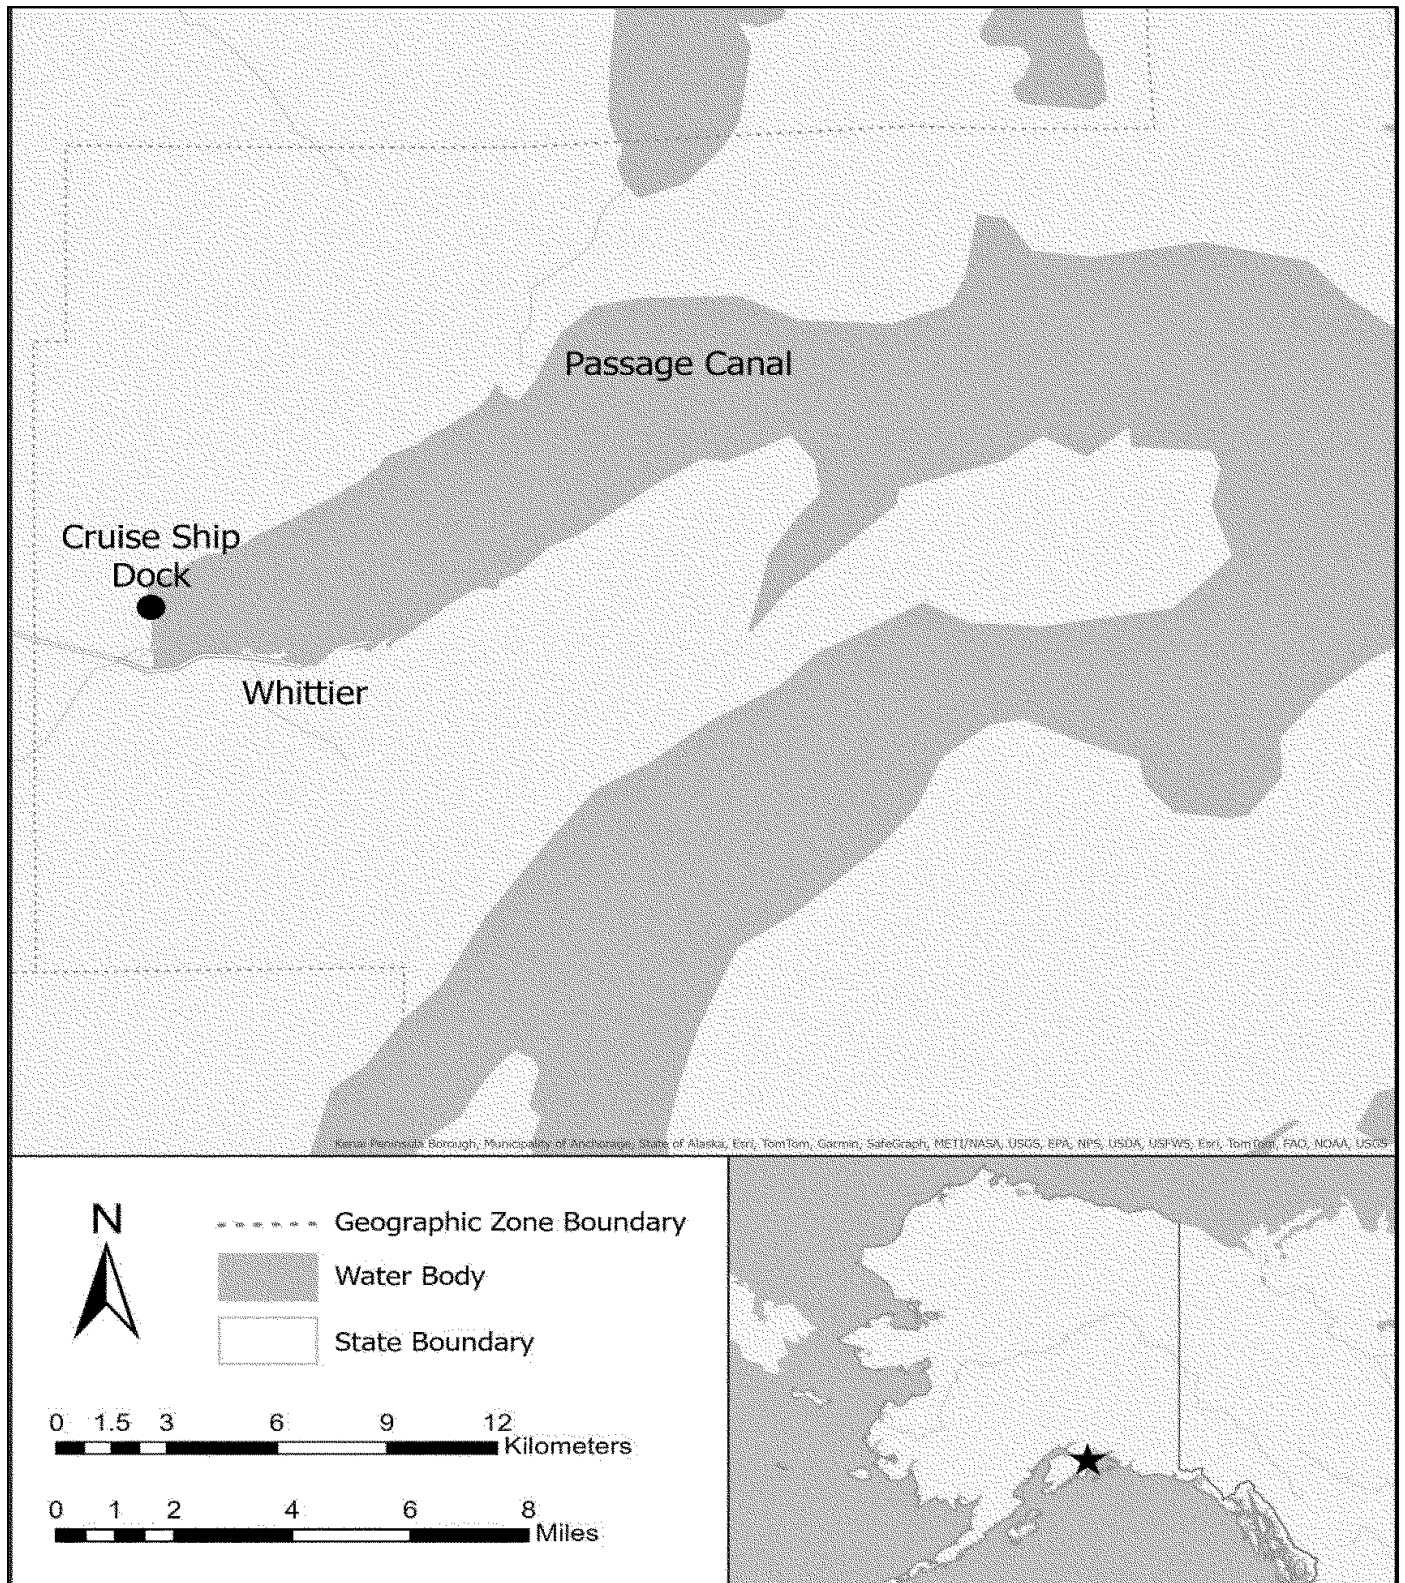 Passage Canal
Cruise Ship
Dock
Whittier
Kenai Peninsula Borough, Municipality of Anchorage, State of Alaska, Esri, TomTom, Garmin, SafeGraph, METI/NASA, USGS, EPA, NPS, USDA, USFWS, Esri, TomTom, FAO, NOAA, USGS
N
Geographic Zone Boundary
Water Body
State Boundary
0 1.5 3 6 9 12
Kilometers
0 1 2 4 6 8
Miles